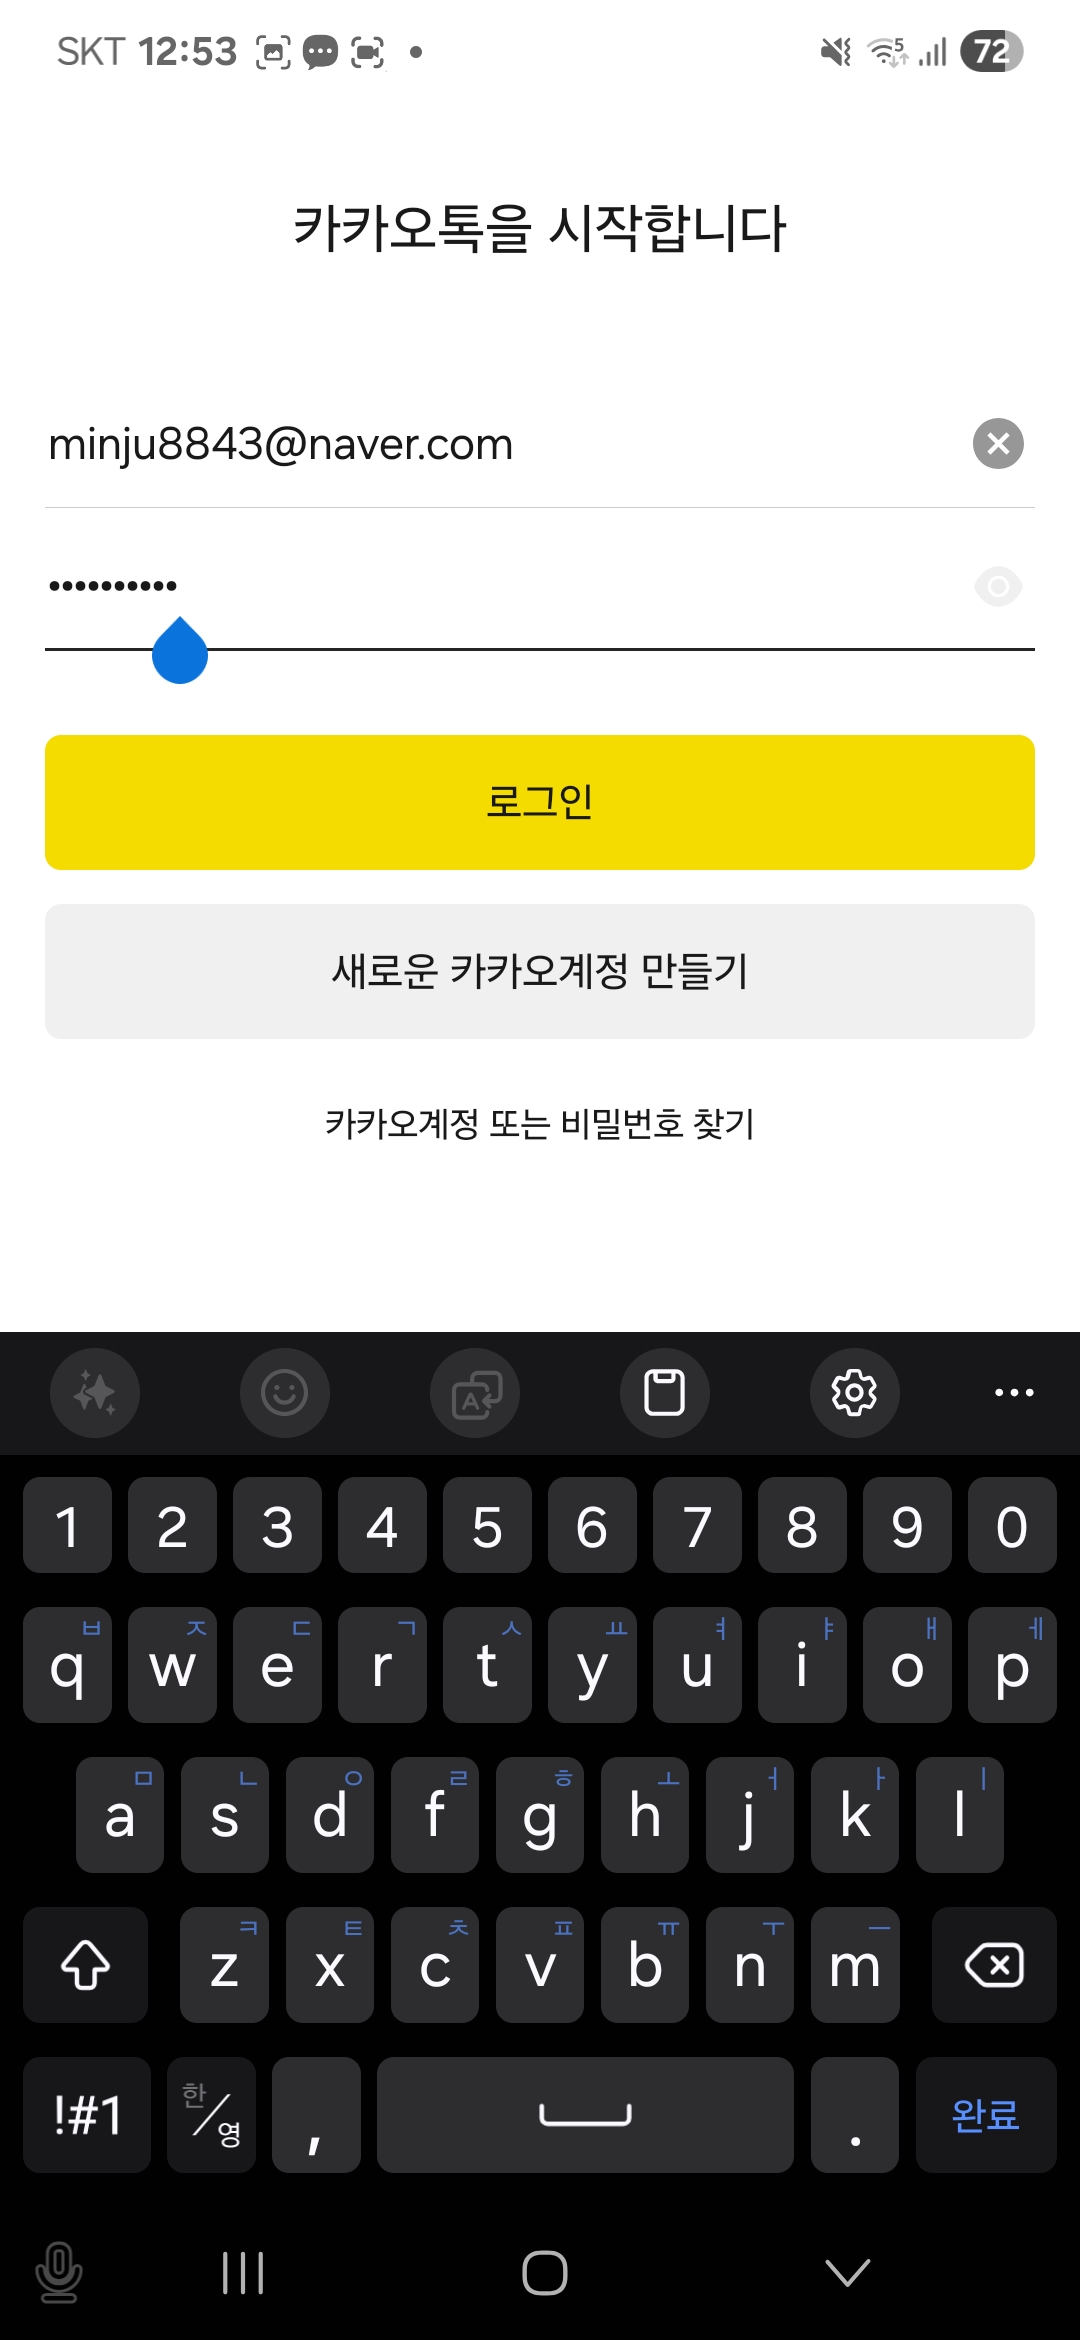 SKT 12:53
5
72
카카오톡을 시작합니다
minju8843@naver.com
••••••••••
로그인
새로운 카카오계정 만들기
카카오계정 또는 비밀번호 찾기
1 2 3 4 5 6 7 8 9 0
ㅂ ㅈ ㄷ ㄱ ㅅ ㅛ ㅕ ㅑ ㅐ ㅔ
q w e r t y u i o p
ㅁ ㄴ ㅇ ㄹ ㅎ ㅗ ㅓ ㅏ ㅣ
a s d f g h j k l
ㅋ ㅌ ㅊ ㅍ ㅠ ㅜ ㅡ
z x c v b n m
!#1 한/영 , . 완료